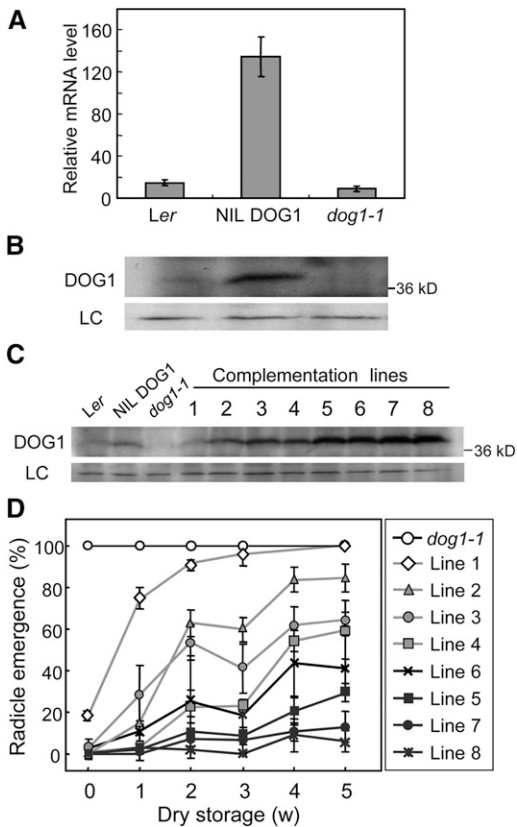 A
Relative mRNA level
160
120
80
40
0
Ler
NIL DOG1
dog1-1
B
DOG1
36 kD
LC
C
Ler
NIL DOG1
dog1-1
Complementation lines
1 2 3 4 5 6 7 8
DOG1
36 kD
LC
D
Radicle emergence (%)
100
80
60
40
20
0
0 1 2 3 4 5
Dry storage (w)
dog1-1
Line 1
Line 2
Line 3
Line 4
Line 6
Line 5
Line 7
Line 8